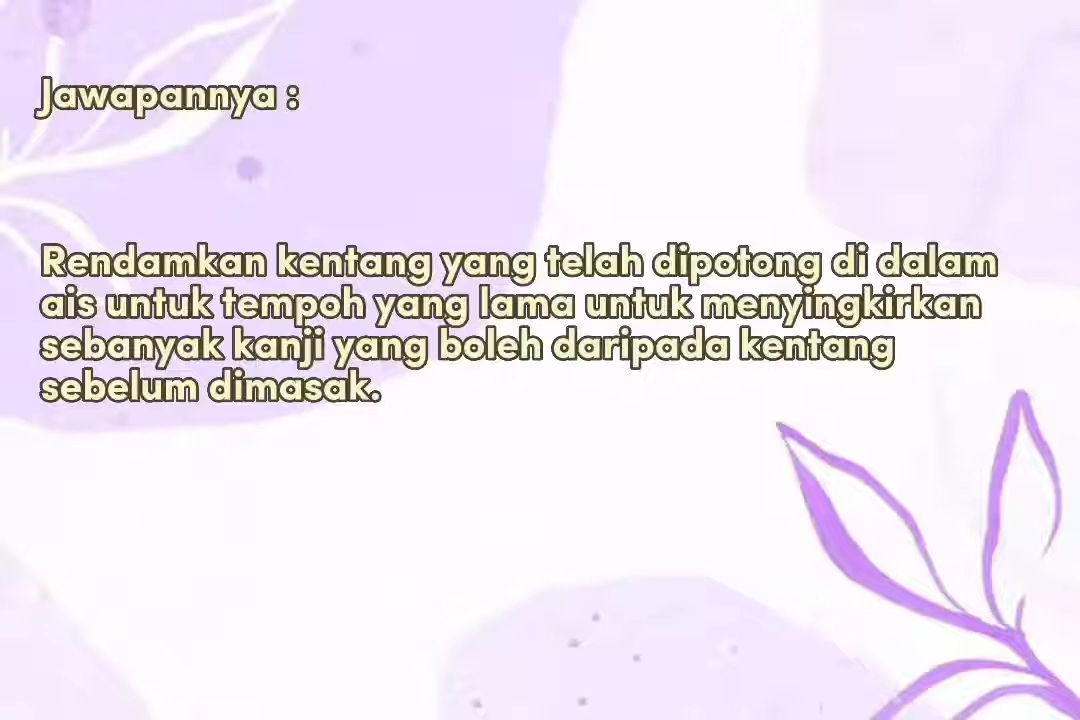 Jawapannya :
Rendamkan kentang yang telah dipotong di dalam
ais untuk tempoh yang lama untuk menyingkirkan
sebanyak kanji yang boleh daripada kentang
sebelum dimasak.